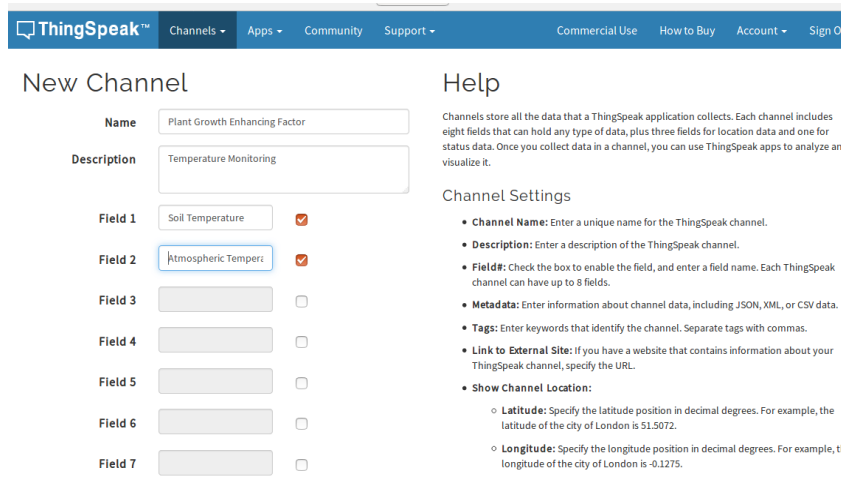 ThingSpeak™ Channels Apps Community Support Commercial Use How to Buy Account Sign O
New Channel
Name Plant Growth Enhancing Factor
Description Temperature Monitoring
Field 1 Soil Temperature
Field 2 Atmospheric Tempera
Field 3
Field 4
Field 5
Field 6
Field 7
Help
Channels store all the data that a ThingSpeak application collects. Each channel includes
eight fields that can hold any type of data, plus three fields for location data and one for
status data. Once you collect data in a channel, you can use ThingSpeak apps to analyze an
visualize it.
Channel Settings
• Channel Name: Enter a unique name for the ThingSpeak channel.
• Description: Enter a description of the ThingSpeak channel.
• Field#: Check the box to enable the field, and enter a field name. Each ThingSpeak
channel can have up to 8 fields.
• Metadata: Enter information about channel data, including JSON, XML, or CSV data.
• Tags: Enter keywords that identify the channel. Separate tags with commas.
• Link to External Site: If you have a website that contains information about your
ThingSpeak channel, specify the URL.
• Show Channel Location:
○ Latitude: Specify the latitude position in decimal degrees. For example, the
latitude of the city of London is 51.5072.
○ Longitude: Specify the longitude position in decimal degrees. For example, t
longitude of the city of London is -0.1275.